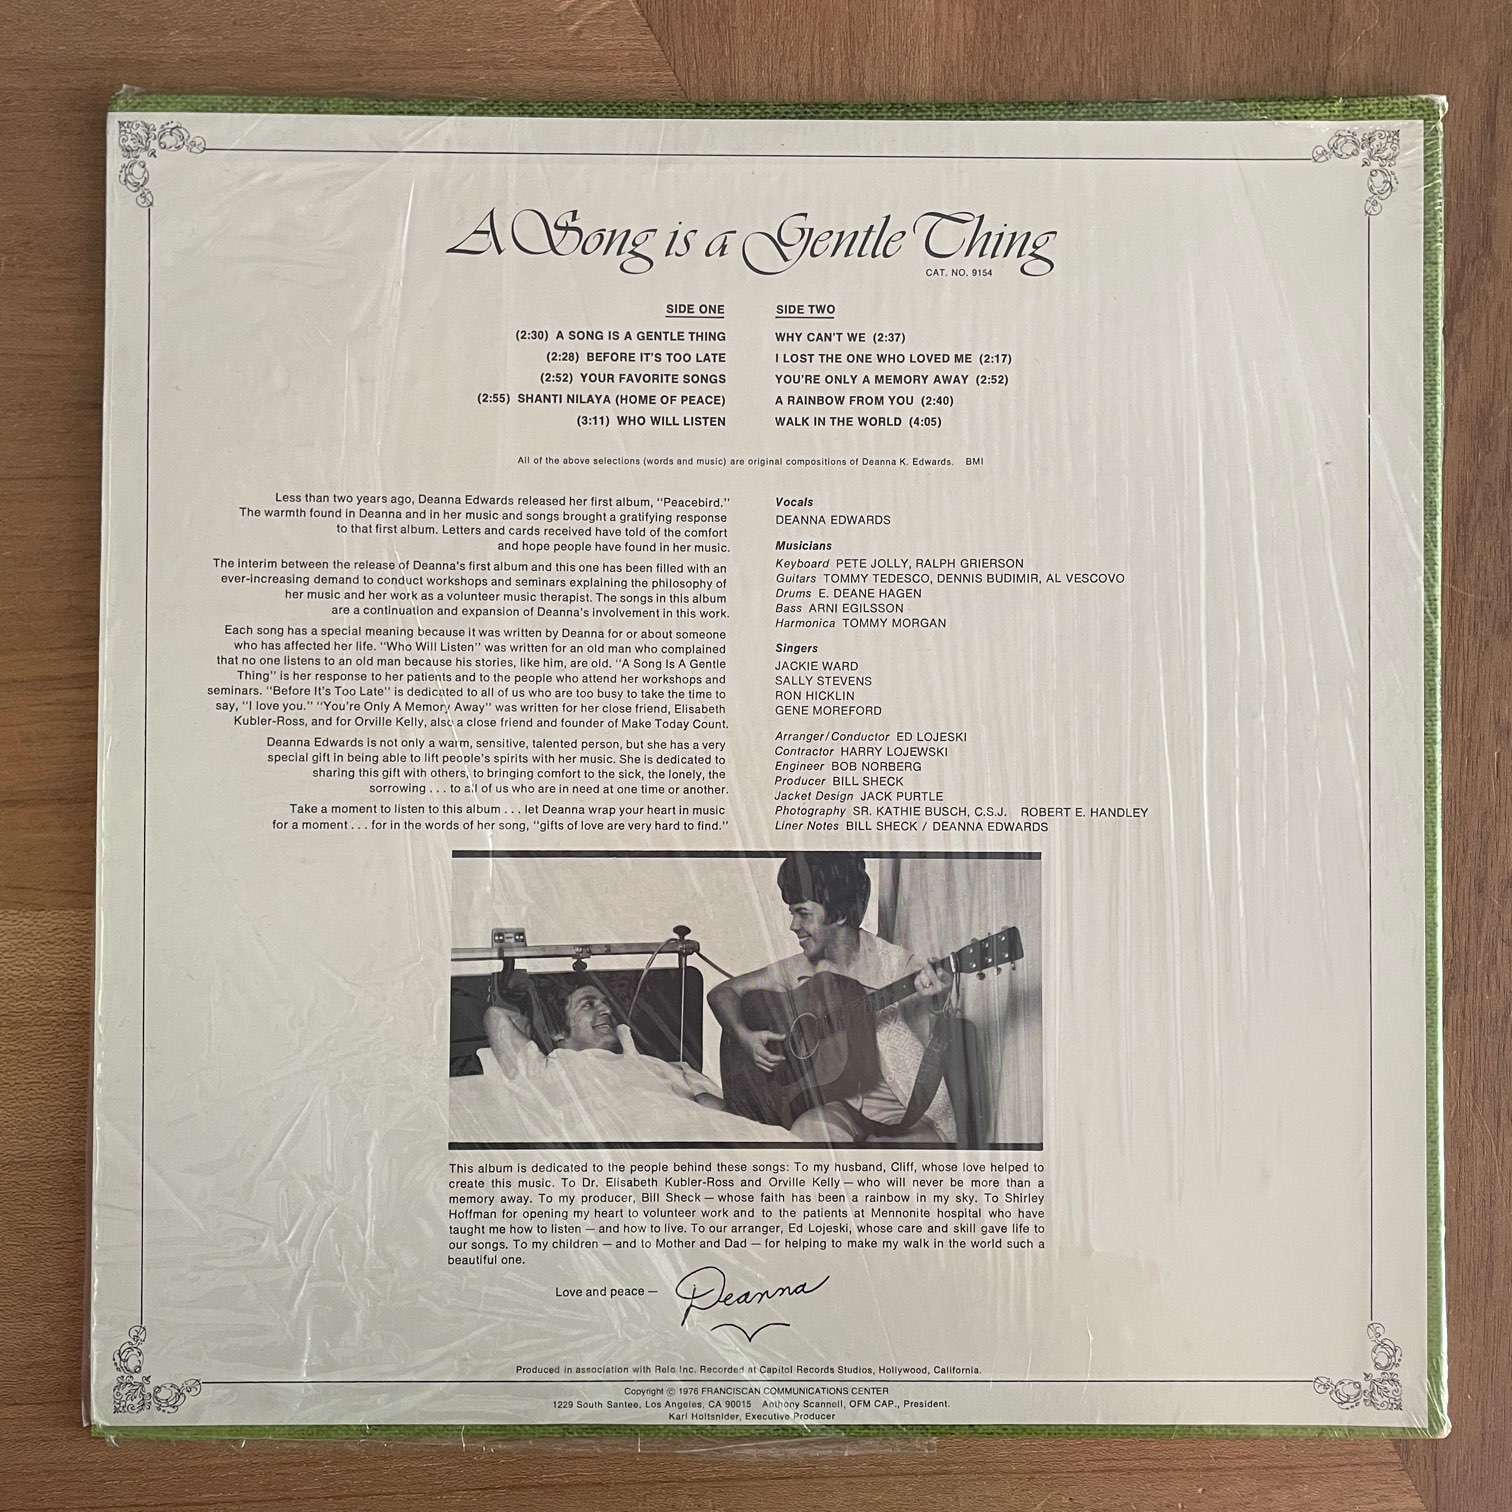 A Song is a Gentle Thing
CAT. NO. 9154
SIDE ONE
(2:30) A SONG IS A GENTLE THING
(2:28) BEFORE IT'S TOO LATE
(2:52) YOUR FAVORITE SONGS
(2:55) SHANTI NILAYA (HOME OF PEACE)
(3:11) WHO WILL LISTEN
SIDE TWO
WHY CAN'T WE (2:37)
I LOST THE ONE WHO LOVED ME (2:17)
YOU'RE ONLY A MEMORY AWAY (2:52)
A RAINBOW FROM YOU (2:40)
WALK IN THE WORLD (4:05)
All of the above selections (words and music) are original compositions of Deanna K. Edwards. BMI
Less than two years ago, Deanna Edwards released her first album, "Peacebird."
The warmth found in Deanna and in her music and songs brought a gratifying response
to that first album. Letters and cards received have told of the comfort
and hope people have found in her music.
The interim between the release of Deanna's first album and this one has been filled with an
ever-increasing demand to conduct workshops and seminars explaining the philosophy of
her music and her work as a volunteer music therapist. The songs in this album
are a continuation and expansion of Deanna's involvement in this work.
Each song has a special meaning because it was written by Deanna for or about someone
who has affected her life. "Who Will Listen" was written for an old man who complained
that no one listens to an old man because his stories, like him, are old. "A Song Is A Gentle
Thing" is her response to her patients and to the people who attend her workshops and
seminars. "Before It's Too Late" is dedicated to all of us who are too busy to take the time to
say, "I love you." "You're Only A Memory Away" was written for her close friend, Elisabeth
Kubler-Ross, and for Orville Kelly, also a close friend and founder of Make Today Count.
Deanna Edwards is not only a warm, sensitive, talented person, but she has a very
special gift in being able to lift people's spirits with her music. She is dedicated to
sharing this gift with others, to bringing comfort to the sick, the lonely, the
sorrowing . . . to all of us who are in need at one time or another.
Take a moment to listen to this album . . . let Deanna wrap your heart in music
for a moment . . . for in the words of her song, "gifts of love are very hard to find."
Vocals
DEANNA EDWARDS
Musicians
Keyboard PETE JOLLY, RALPH GRIERSON
Guitars TOMMY TEDESCO, DENNIS BUDIMIR, AL VESCOVO
Drums E. DEANE HAGEN
Bass ARNI EGILSSON
Harmonica TOMMY MORGAN
Singers
JACKIE WARD
SALLY STEVENS
RON HICKLIN
GENE MOREFORD
Arranger/Conductor ED LOJESKI
Contractor HARRY LOJEWSKI
Engineer BOB NORBERG
Producer BILL SHECK
Jacket Design JACK PURTLE
Photography SR. KATHIE BUSCH, C.S.J. ROBERT E. HANDLEY
Liner Notes BILL SHECK / DEANNA EDWARDS
This album is dedicated to the people behind these songs: To my husband, Cliff, whose love helped to
create this music. To Dr. Elisabeth Kubler-Ross and Orville Kelly — who will never be more than a
memory away. To my producer, Bill Sheck — whose faith has been a rainbow in my sky. To Shirley
Hoffman for opening my heart to volunteer work and to the patients at Mennonite hospital who have
taught me how to listen — and how to live. To our arranger, Ed Lojeski, whose care and skill gave life to
our songs. To my children — and to Mother and Dad — for helping to make my walk in the world such a
beautiful one.
Love and peace — Deanna
Produced in association with Relo Inc. Recorded at Capitol Records Studios, Hollywood, California.
Copyright © 1976 FRANCISCAN COMMUNICATIONS CENTER
1229 South Santee, Los Angeles, CA 90015 Anthony Scannell, OFM CAP., President.
Karl Holtsnider, Executive Producer